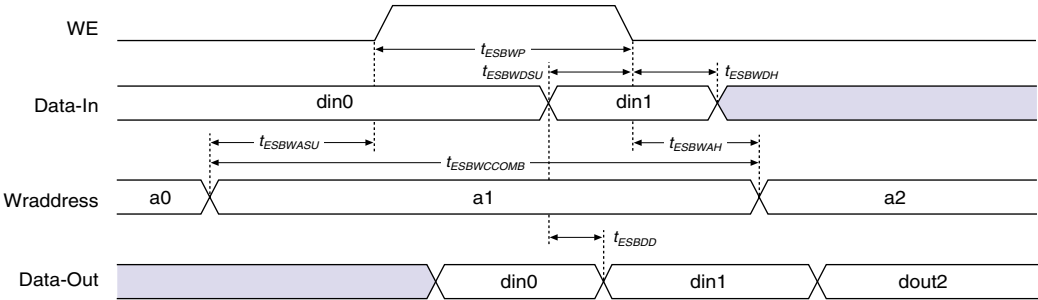 WE
tESBWP
tESBWDSU tESBWDH
Data-In din0 din1
tESBWASU tESBWAH
tESBWCCOMB
Wraddress a0 a1 a2
tESBDD
Data-Out din0 din1 dout2